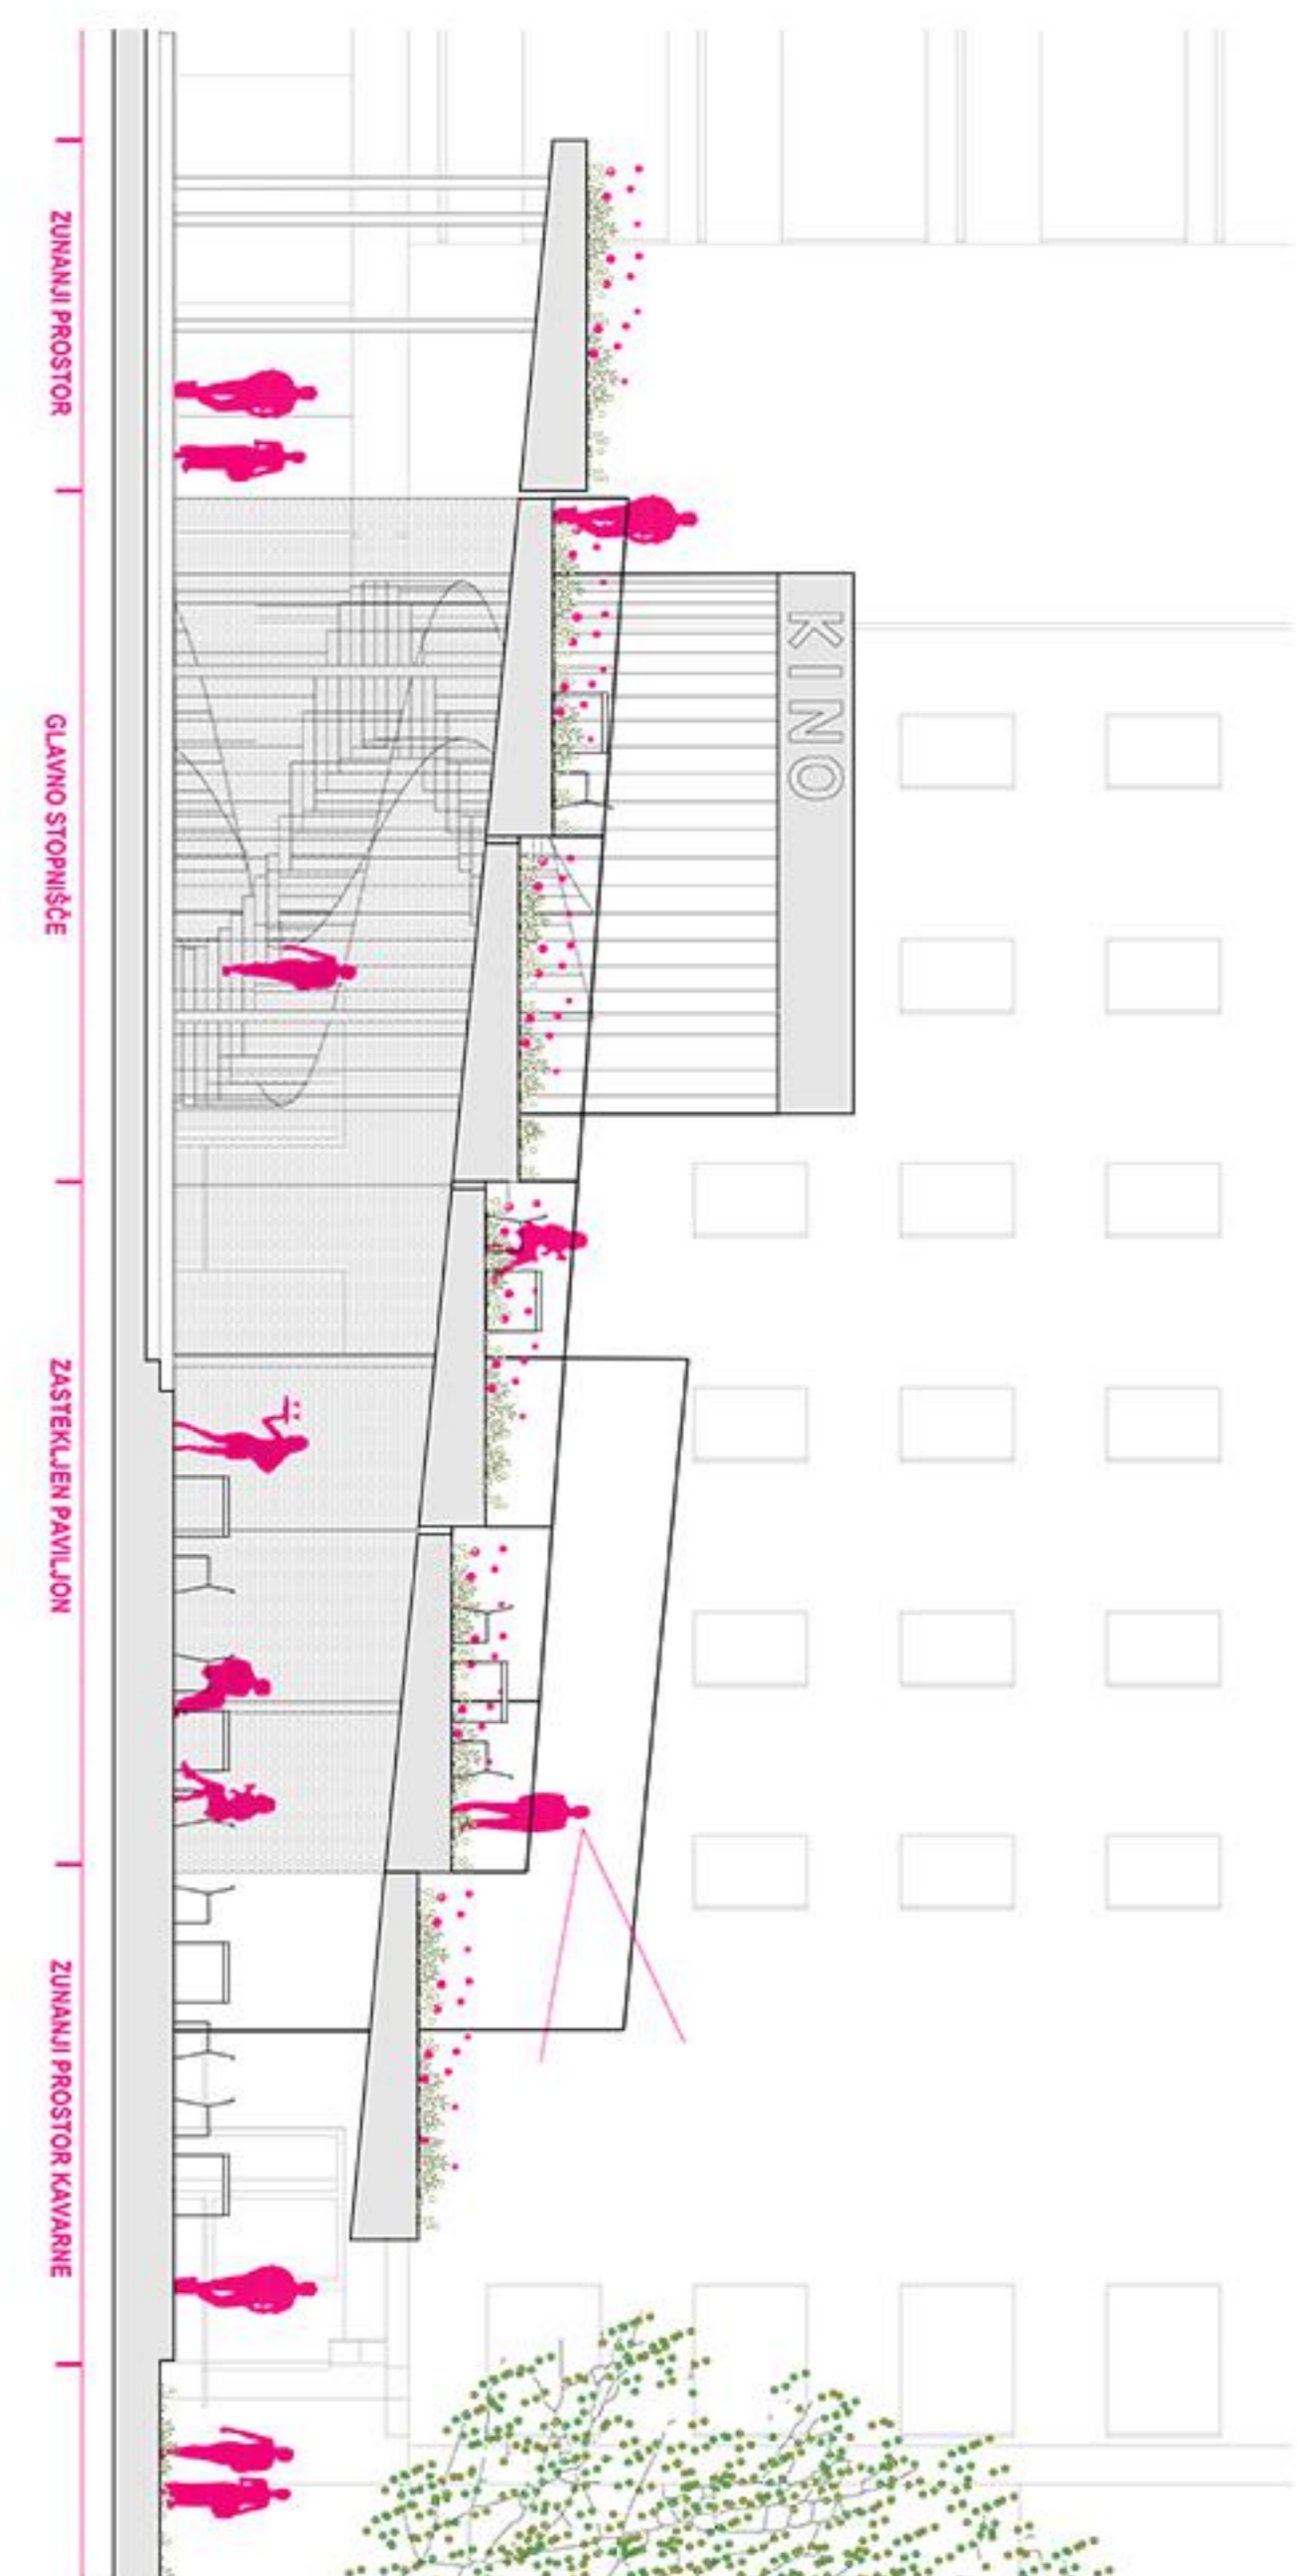 KINO
ZUNANJI PROSTOR
GLAVNO STOPNIŠČE
ZASTEKLJEN PAVILJON
ZUNANJI PROSTOR KAVARNE